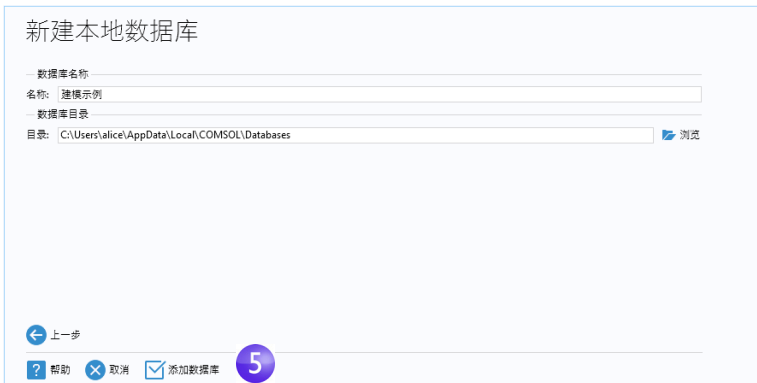 新建本地数据库
数据库名称
名称: 建模示例
数据库目录
目录: C:\Users\alice\AppData\Local\COMSOL\Databases 浏览
上一步
? 帮助 取消 添加数据库 5